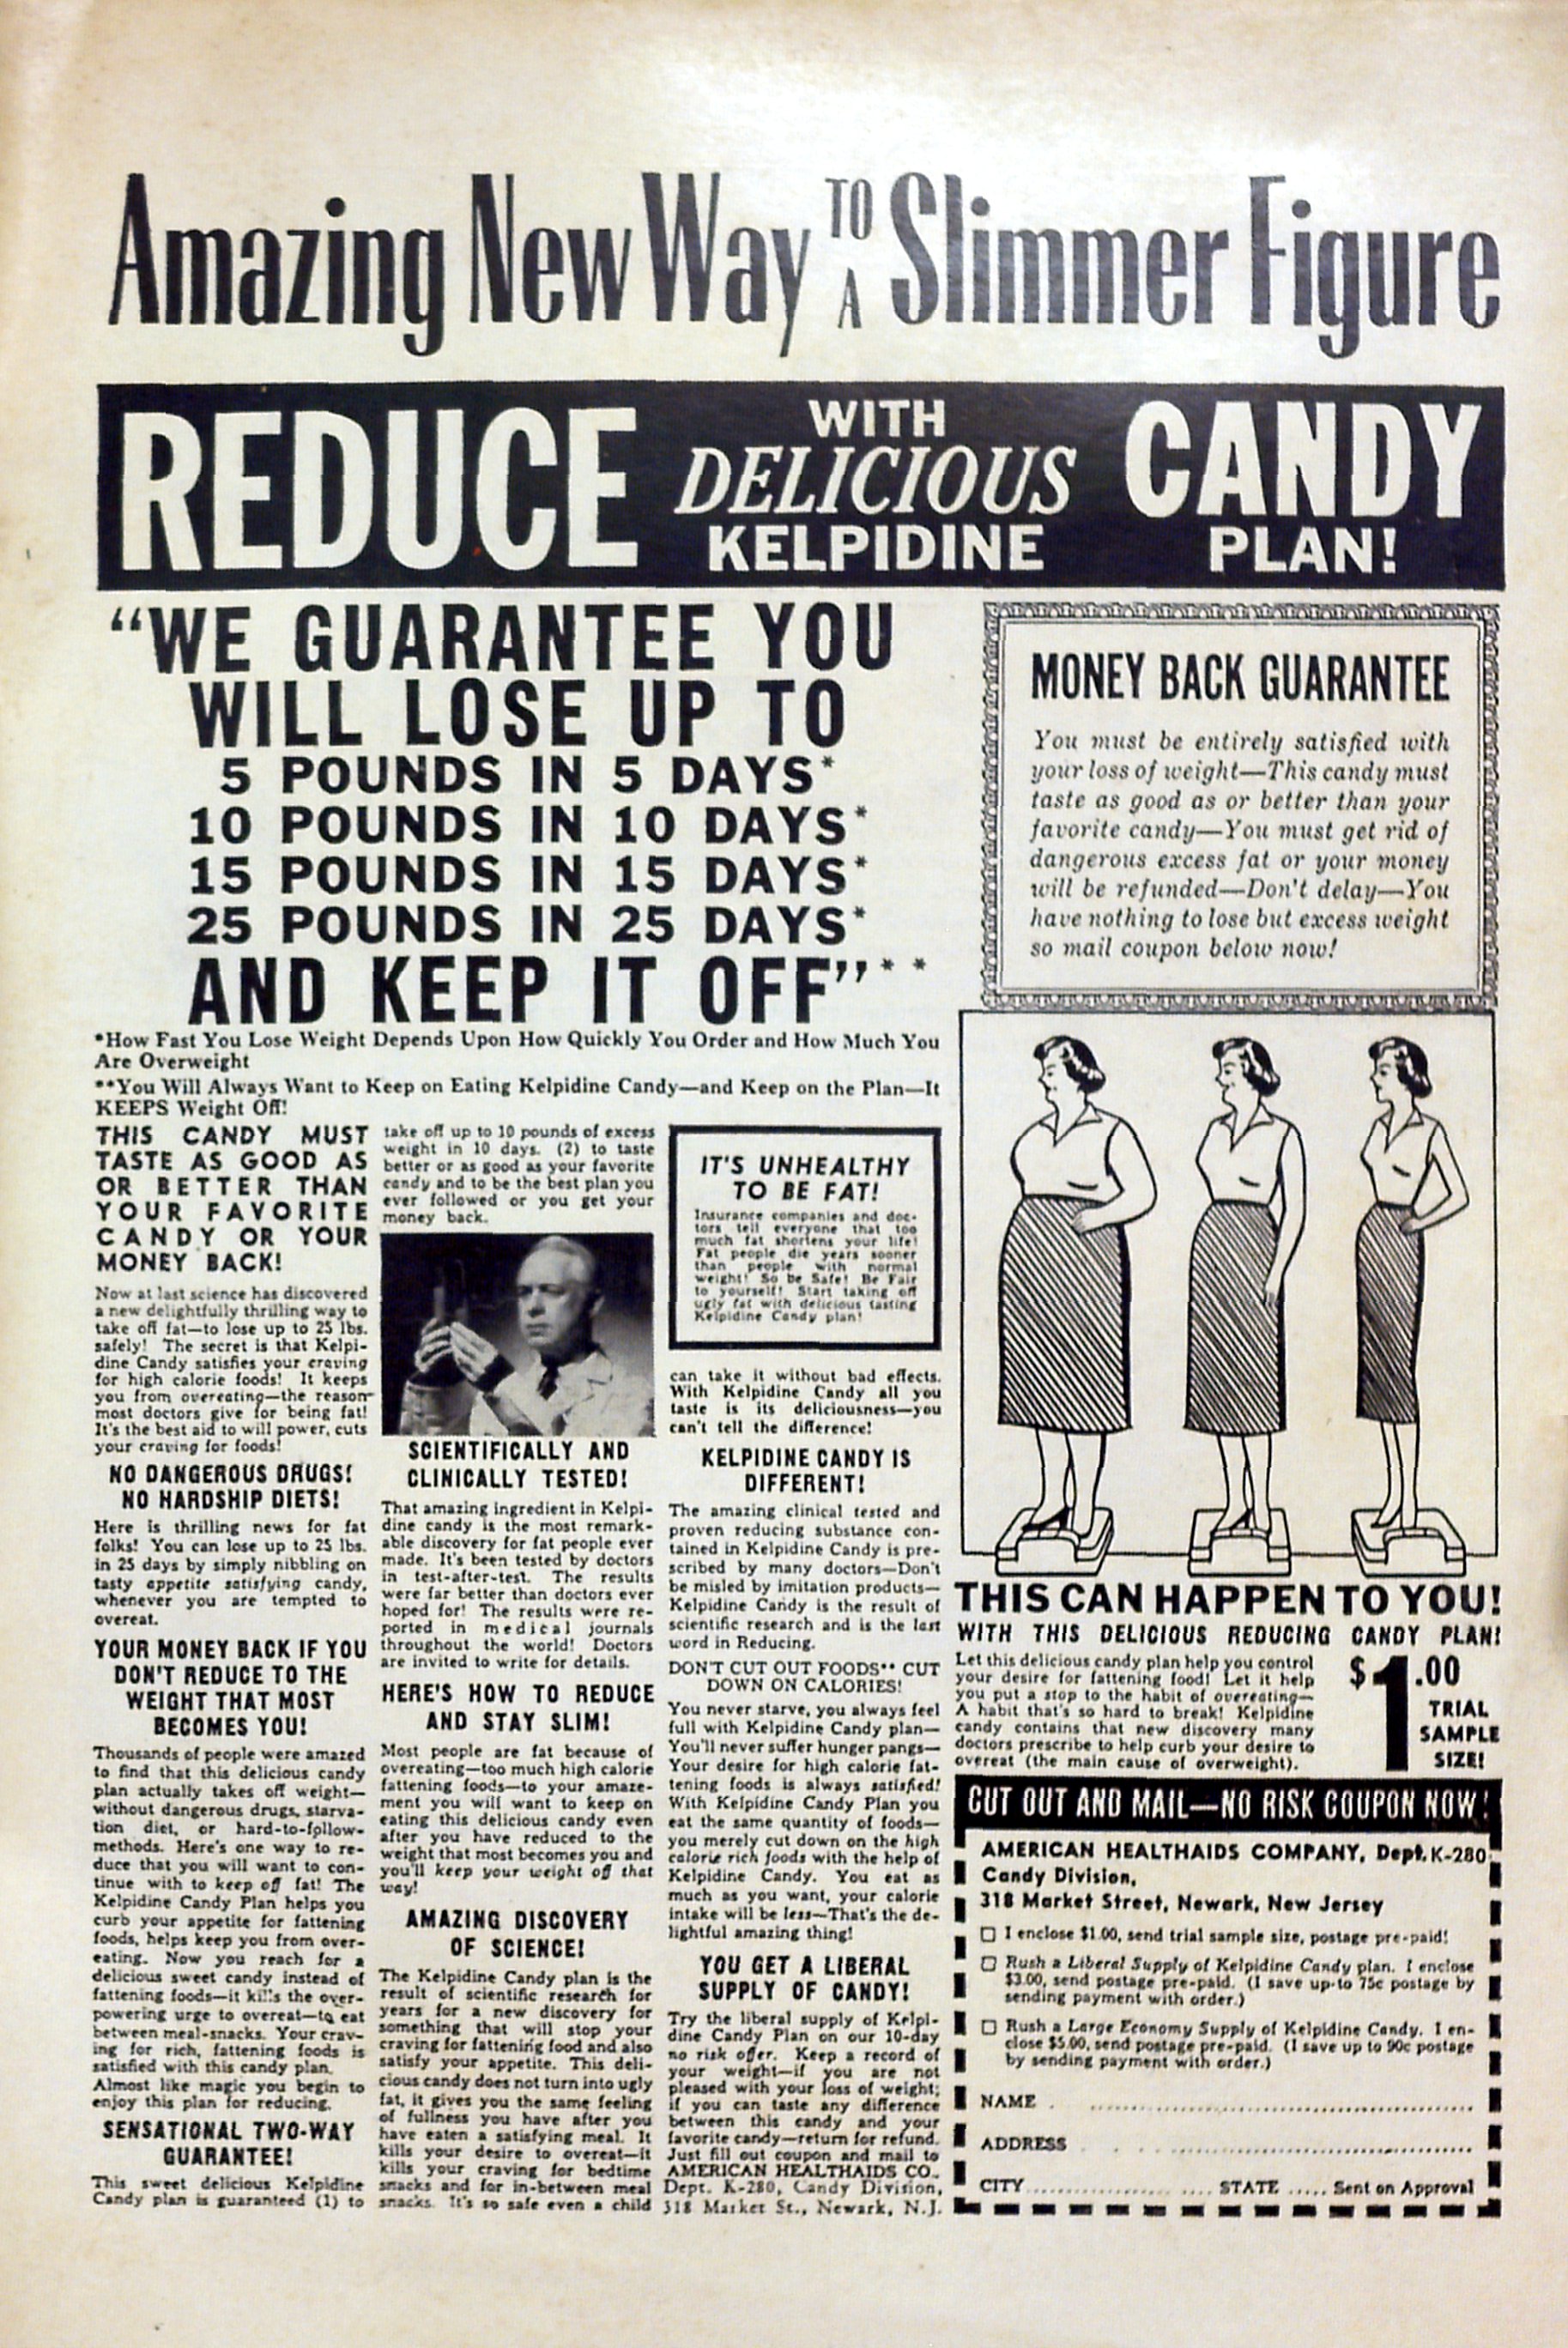 Amazing New Way TO A Slimmer Figure
REDUCE WITH DELICIOUS KELPIDINE CANDY PLAN!
“WE GUARANTEE YOU
WILL LOSE UP TO
5 POUNDS IN 5 DAYS*
10 POUNDS IN 10 DAYS*
15 POUNDS IN 15 DAYS*
25 POUNDS IN 25 DAYS*
AND KEEP IT OFF”**
*How Fast You Lose Weight Depends Upon How Quickly You Order and How Much You
Are Overweight
**You Will Always Want to Keep on Eating Kelpidine Candy—and Keep on the Plan—It
KEEPS Weight Off!
MONEY BACK GUARANTEE
You must be entirely satisfied with
your loss of weight—This candy must
taste as good as or better than your
favorite candy—You must get rid of
dangerous excess fat or your money
will be refunded—Don't delay—You
have nothing to lose but excess weight
so mail coupon below now!
THIS CANDY MUST
TASTE AS GOOD AS
OR BETTER THAN
YOUR FAVORITE
CANDY OR YOUR
MONEY BACK!
Now at last science has discovered
a new delightfully thrilling way to
take off fat—to lose up to 25 lbs.
safely! The secret is that Kelpi-
dine Candy satisfies your craving
for high calorie foods! It keeps
you from overeating—the reason
most doctors give for being fat!
It's the best aid to will power, cuts
your craving for foods!
NO DANGEROUS DRUGS!
NO HARDSHIP DIETS!
Here is thrilling news for fat
folks! You can lose up to 25 lbs.
in 25 days by simply nibbling on
tasty appetite satisfying candy,
whenever you are tempted to
overeat.
YOUR MONEY BACK IF YOU
DON'T REDUCE TO THE
WEIGHT THAT MOST
BECOMES YOU!
Thousands of people were amazed
to find that this delicious candy
plan actually takes off weight—
without dangerous drugs, starva-
tion diet, or hard-to-follow-
methods. Here's one way to re-
duce that you will want to con-
tinue with to keep off fat! The
Kelpidine Candy Plan helps you
curb your appetite for fattening
foods, helps keep you from over-
eating. Now you reach for a
delicious sweet candy instead of
fattening foods—it kills the over-
powering urge to overeat—to eat
between meal-snacks. Your crav-
ing for rich, fattening foods is
satisfied with this candy plan.
Almost like magic you begin to
enjoy this plan for reducing.
SENSATIONAL TWO-WAY
GUARANTEE!
This sweet delicious Kelpidine
Candy plan is guaranteed (1) to
take off up to 10 pounds of excess
weight in 10 days. (2) to taste
better or as good as your favorite
candy and to be the best plan you
ever followed or you get your
money back.
SCIENTIFICALLY AND
CLINICALLY TESTED!
That amazing ingredient in Kelpi-
dine candy is the most remark-
able discovery for fat people ever
made. It's been tested by doctors
in test-after-test. The results
were far better than doctors ever
hoped for! The results were re-
ported in medical journals
throughout the world! Doctors
are invited to write for details.
HERE'S HOW TO REDUCE
AND STAY SLIM!
Most people are fat because of
overeating—too much high calorie
fattening foods—to your amaze-
ment you will want to keep on
eating this delicious candy even
after you have reduced to the
weight that most becomes you and
you'll keep your weight off that
way!
AMAZING DISCOVERY
OF SCIENCE!
The Kelpidine Candy plan is the
result of scientific research for
years for a new discovery for
something that will stop your
craving for fattening food and also
satisfy your appetite. This deli-
cious candy does not turn into ugly
fat, it gives you the same feeling
of fullness you have after you
have eaten a satisfying meal. It
kills your desire to overeat—it
kills your craving for bedtime
snacks and for in-between meal
snacks. It's so safe even a child
IT'S UNHEALTHY
TO BE FAT!
Insurance companies and doc-
tors tell everyone that too
much fat shortens your life!
Fat people die years sooner
than people with normal
weight! So be Safe! Be Fair
to yourself! Start taking off
ugly fat with delicious tasting
Kelpidine Candy plan!
can take it without bad effects.
With Kelpidine Candy all you
taste is its deliciousness—you
can't tell the difference!
KELPIDINE CANDY IS
DIFFERENT!
The amazing clinical tested and
proven reducing substance con-
tained in Kelpidine Candy is pre-
scribed by many doctors—Don't
be misled by imitation products—
Kelpidine Candy is the result of
scientific research and is the last
word in Reducing.
DON'T CUT OUT FOODS** CUT
DOWN ON CALORIES!
You never starve, you always feel
full with Kelpidine Candy plan—
You'll never suffer hunger pangs—
Your desire for high calorie fat-
tening foods is always satisfied!
With Kelpidine Candy Plan you
eat the same quantity of foods—
you merely cut down on the high
calorie rich foods with the help of
Kelpidine Candy. You eat as
much as you want, your calorie
intake will be less—That's the de-
lightful amazing thing!
YOU GET A LIBERAL
SUPPLY OF CANDY!
Try the liberal supply of Kelpi-
dine Candy Plan on our 10-day
no risk offer. Keep a record of
your weight—if you are not
pleased with your loss of weight;
if you can taste any difference
between this candy and your
favorite candy—return for refund.
Just fill out coupon and mail to
AMERICAN HEALTHAIDS CO.,
Dept. K-280, Candy Division,
318 Market St., Newark, N.J.
THIS CAN HAPPEN TO YOU!
WITH THIS DELICIOUS REDUCING CANDY PLAN!
Let this delicious candy plan help you control
your desire for fattening food! Let it help
you put a stop to the habit of overeating—
A habit that's so hard to break! Kelpidine
candy contains that new discovery many
doctors prescribe to help curb your desire to
overeat (the main cause of overweight).
$1.00
TRIAL
SAMPLE
SIZE!
CUT OUT AND MAIL—NO RISK COUPON NOW!
AMERICAN HEALTHAIDS COMPANY, Dept. K-280
Candy Division,
318 Market Street, Newark, New Jersey
☐ I enclose $1.00, send trial sample size, postage pre-paid!
☐ Rush a Liberal Supply of Kelpidine Candy plan. I enclose
$3.00, send postage pre-paid. (I save up-to 75c postage by
sending payment with order.)
☐ Rush a Large Economy Supply of Kelpidine Candy. I en-
close $5.00, send postage pre-paid. (I save up to 90c postage
by sending payment with order.)
NAME
ADDRESS
CITY STATE Sent on Approval